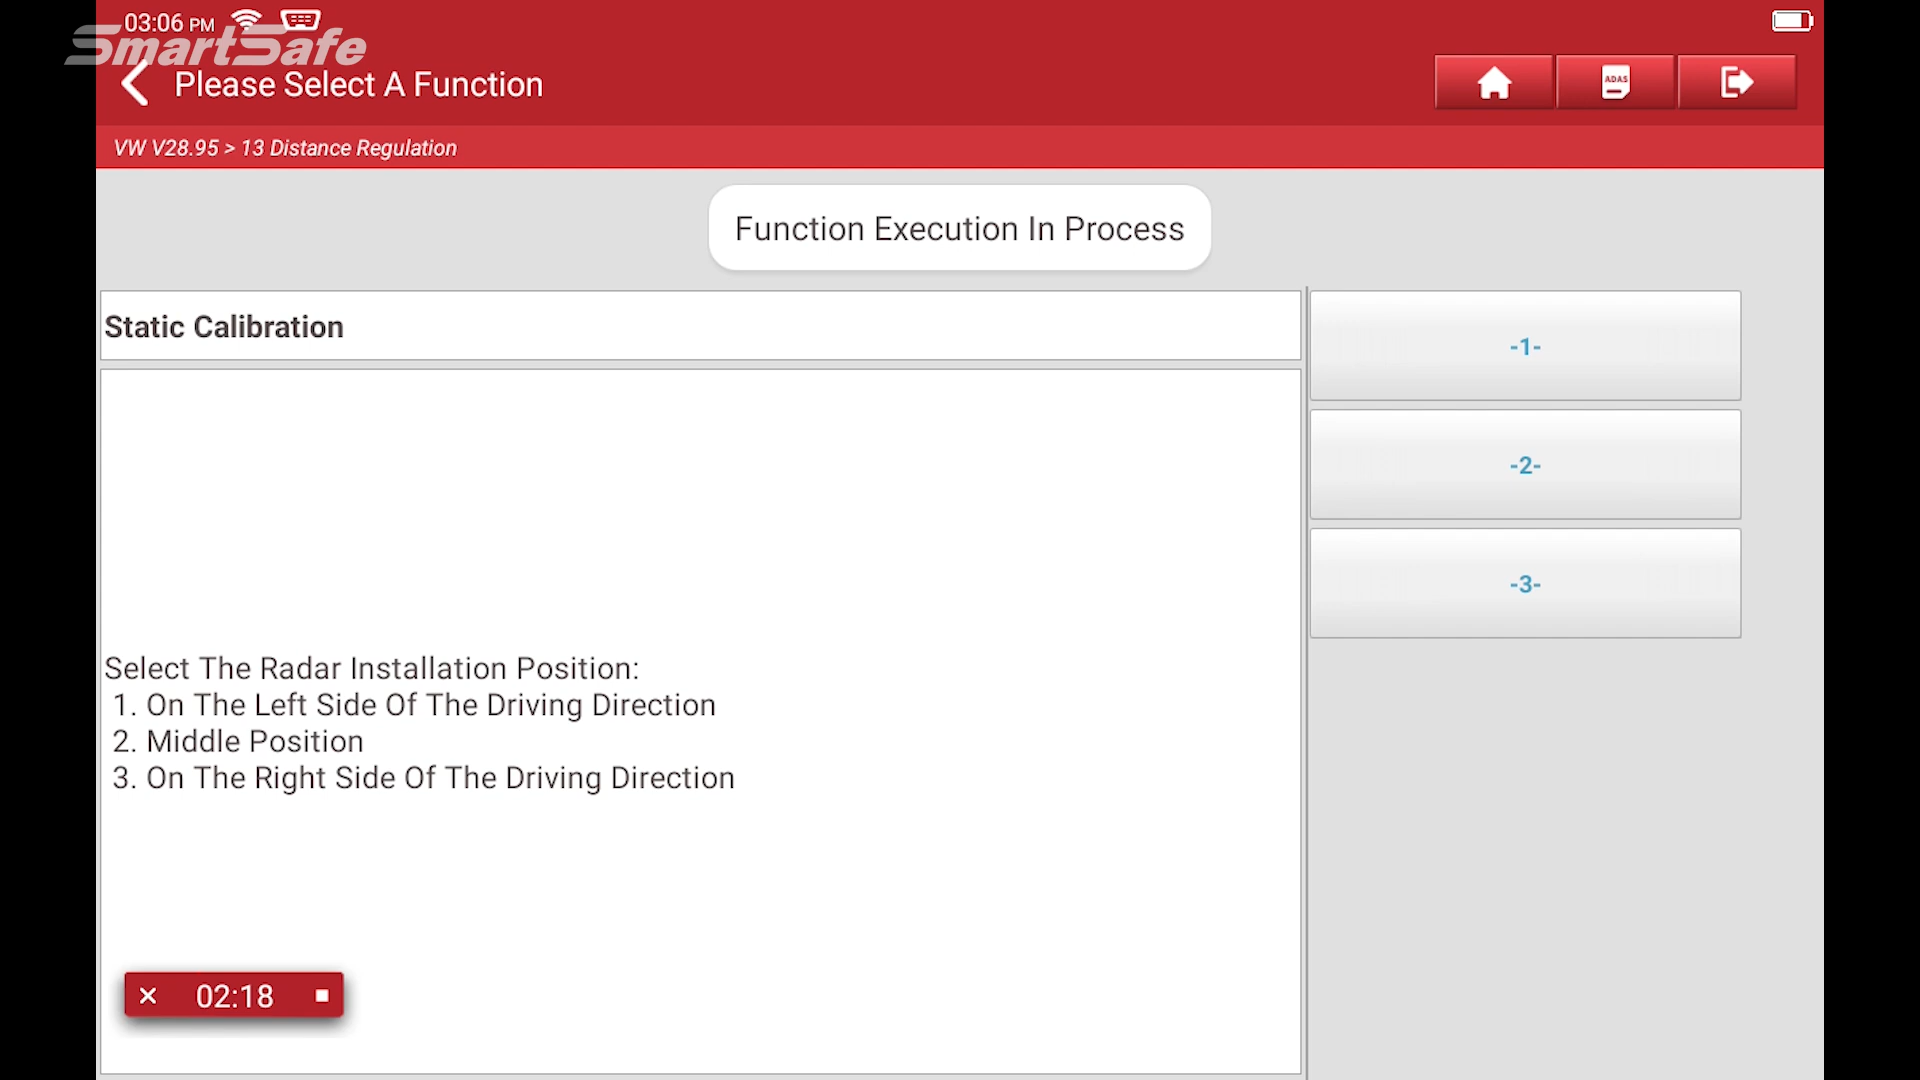 03:06 PM
SmartSafe
Please Select A Function
ADAS
VW V28.95 > 13 Distance Regulation
Function Execution In Process
Static Calibration
-1-
-2-
-3-
Select The Radar Installation Position:
1. On The Left Side Of The Driving Direction
2. Middle Position
3. On The Right Side Of The Driving Direction
02:18